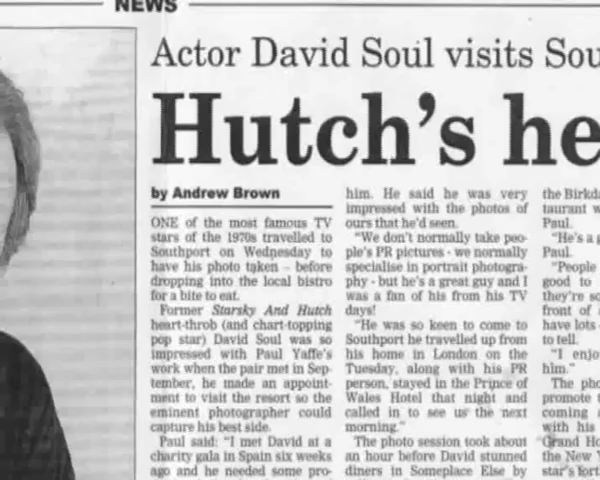 NEWS
Actor David Soul visits Sou
Hutch's he
by Andrew Brown
ONE of the most famous TV
stars of the 1970s travelled to
Southport on Wednesday to
have his photo taken - before
dropping into the local bistro
for a bite to eat.
Former Starsky And Hutch
heart-throb (and chart-topping
pop star) David Soul was so
impressed with Paul Yaffe's
work when the pair met in Sep-
tember, he made an appoint-
ment to visit the resort so the
eminent photographer could
capture his best side.
Paul said: "I met David at a
charity gala in Spain six weeks
ago and he needed some pro-
him. He said he was very
impressed with the photos of
ours that he'd seen.
"We don't normally take peo-
ple's PR pictures - we normally
specialise in portrait photogra-
phy - but he's a great guy and I
was a fan of his from his TV
days!
"He was so keen to come to
Southport he travelled up from
his home in London on the
Tuesday, along with his PR
person, stayed in the Prince of
Wales Hotel that night and
called in to see us the next
morning."
The photo session took about
an hour before David stunned
diners in Someplace Else by
the Birkda
taurant w
Paul.
"He's a g
Paul.
"People
good to
they're so
front of
have lots
to tell.
"I enjo
him."
The pho
promote t
coming
with his
Grand Ho
the New Y
star's fort